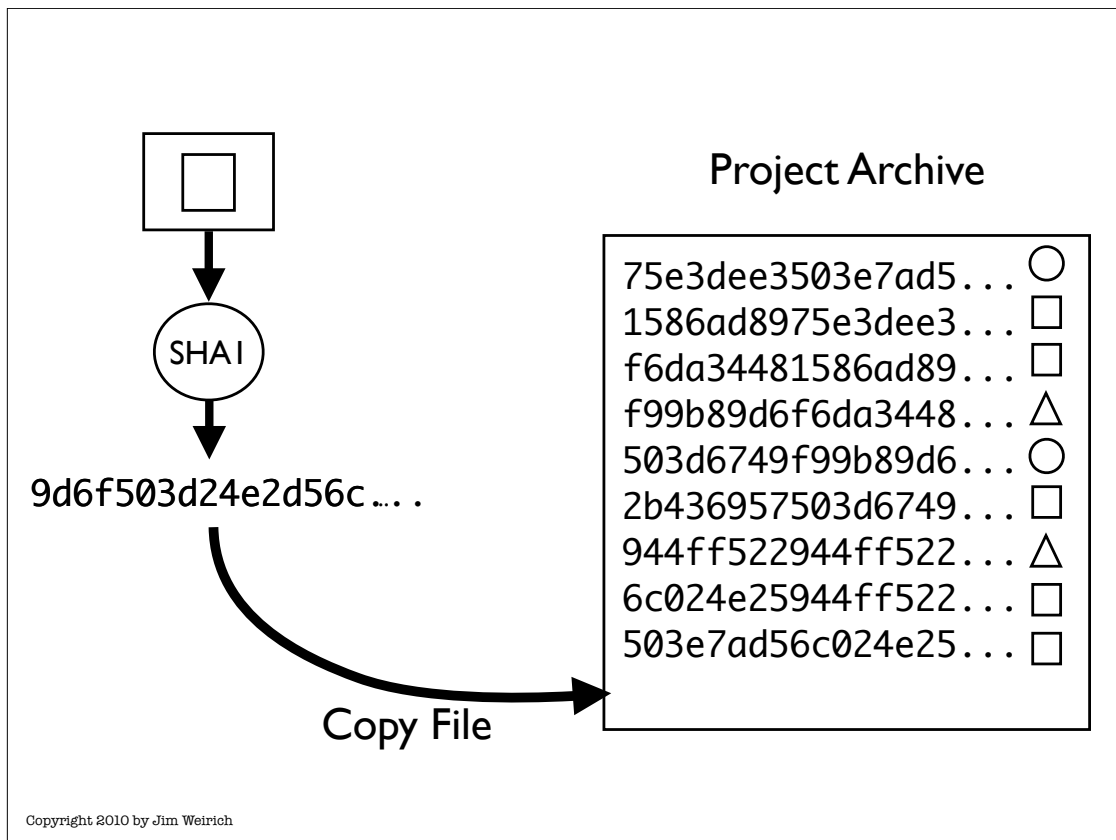 Project Archive
SHA1
9d6f503d24e2d56c....
Copy File
75e3dee3503e7ad5...
1586ad8975e3dee3...
f6da34481586ad89...
f99b89d6f6da3448...
503d6749f99b89d6...
2b436957503d6749...
944ff522944ff522...
6c024e25944ff522...
503e7ad56c024e25...
Copyright 2010 by Jim Weirich